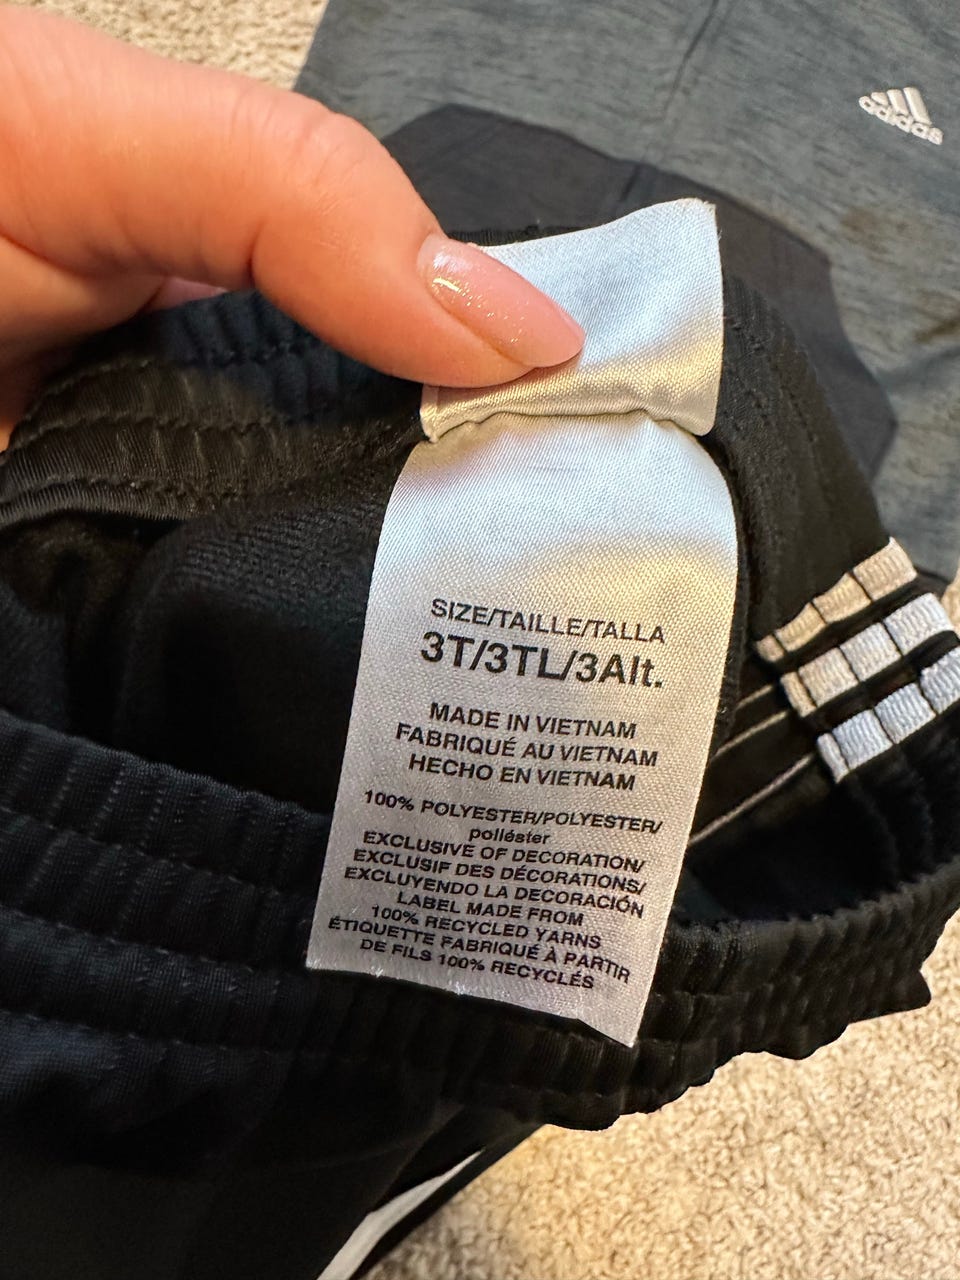 adidas
SIZE/TAILLE/TALLA
3T/3TL/3Alt.
MADE IN VIETNAM
FABRIQUÉ AU VIETNAM
HECHO EN VIETNAM
100% POLYESTER/POLYESTER/
poliéster
EXCLUSIVE OF DECORATION/
EXCLUSIF DES DÉCORATIONS/
EXCLUYENDO LA DECORACIÓN
LABEL MADE FROM
100% RECYCLED YARNS
ÉTIQUETTE FABRIQUÉ À PARTIR
DE FILS 100% RECYCLÉS